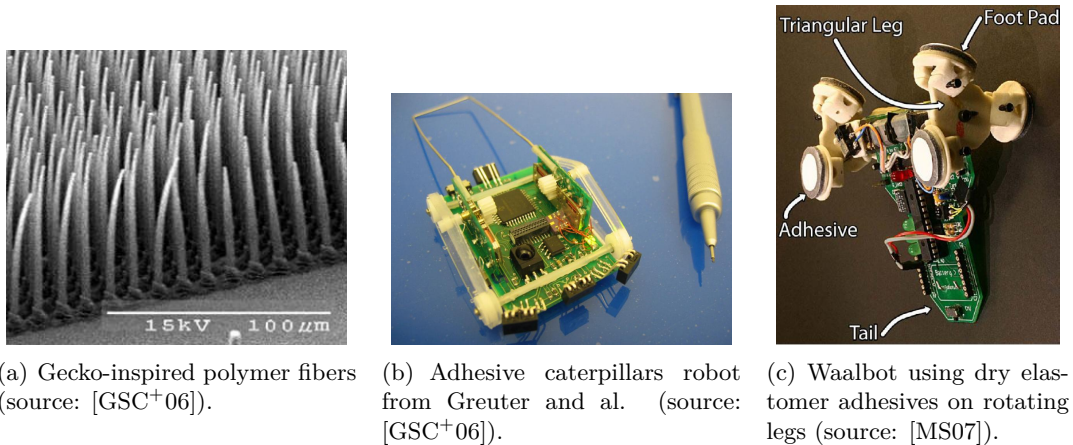 Triangular Leg
Foot Pad
Adhesive
Tail
15kV 100μm
(a) Gecko-inspired polymer fibers
(source: [GSC+06]).
(b) Adhesive caterpillars robot
from Greuter and al. (source:
[GSC+06]).
(c) Waalbot using dry elas-
tomer adhesives on rotating
legs (source: [MS07]).